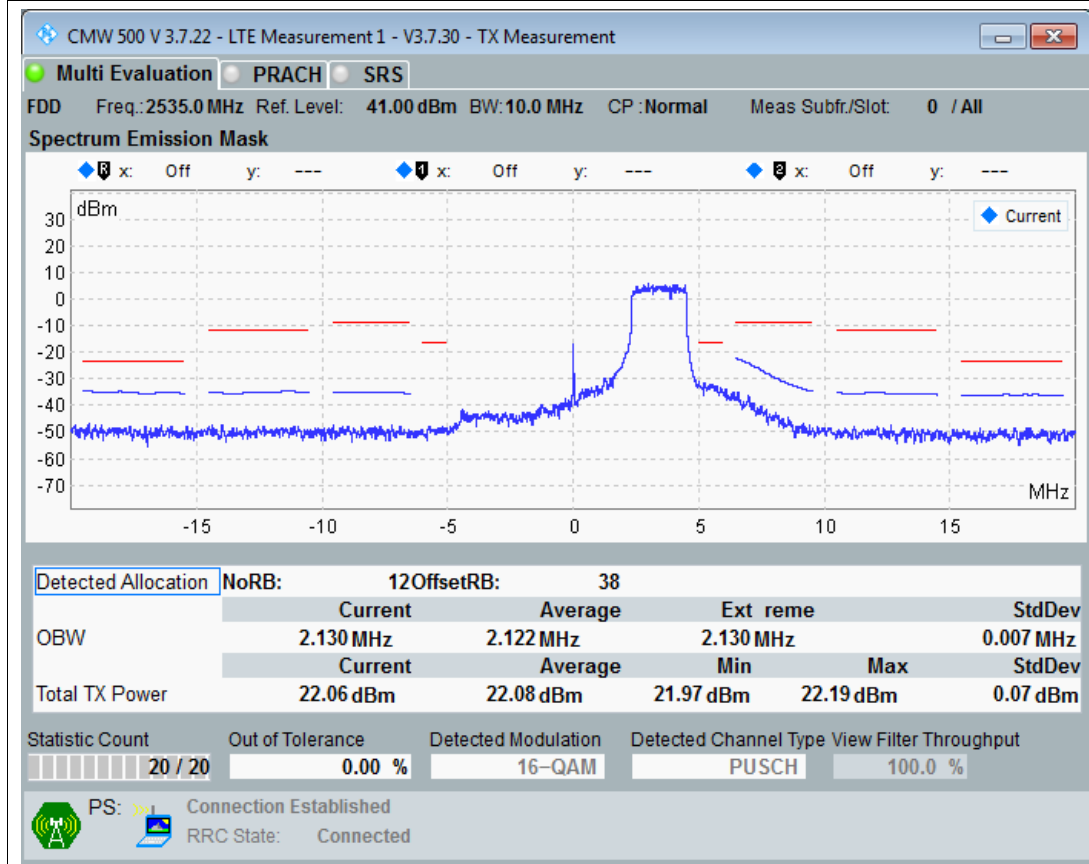 CMW 500 V 3.7.22 - LTE Measurement 1 - V3.7.30 - TX Measurement
Multi Evaluation PRACH SRS
FDD Freq.: 2535.0 MHz Ref. Level: 41.00 dBm BW: 10.0 MHz CP : Normal Meas Subfr./Slot: 0 / All
Spectrum Emission Mask
R x: Off y: --- 1 x: Off y: --- 2 x: Off y: ---
dBm
Current
30
20
10
0
-10
-20
-30
-40
-50
-60
-70
MHz
-15 -10 -5 0 5 10 15
Detected Allocation NoRB: 12 OffsetRB: 38
Current Average Ext reme StdDev
OBW 2.130 MHz 2.122 MHz 2.130 MHz 0.007 MHz
Current Average Min Max StdDev
Total TX Power 22.06 dBm 22.08 dBm 21.97 dBm 22.19 dBm 0.07 dBm
Statistic Count Out of Tolerance Detected Modulation Detected Channel Type View Filter Throughput
20 / 20 0.00 % 16-QAM PUSCH 100.0 %
PS: Connection Established
RRC State: Connected